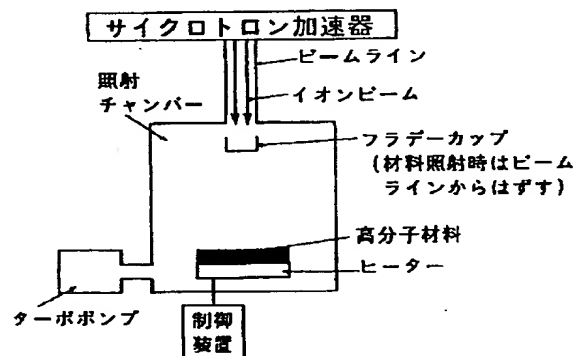 サイクロトロン加速器
ビームライン
照射
チャンバー
イオンビーム
フラデーカップ
(材料照射時はビーム
ラインからはずす)
高分子材料
ヒーター
ターボポンプ
制御
装置